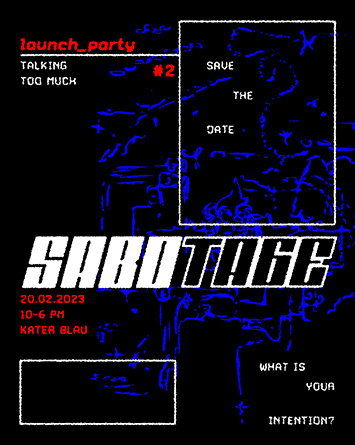 launch_party
TALKING
TOO MUCH
#2
SAVE
THE
DATE
SABOTAGE
20.02.2023
10-6 PM
KATER BLAU
WHAT IS
YOUR
INTENTION?